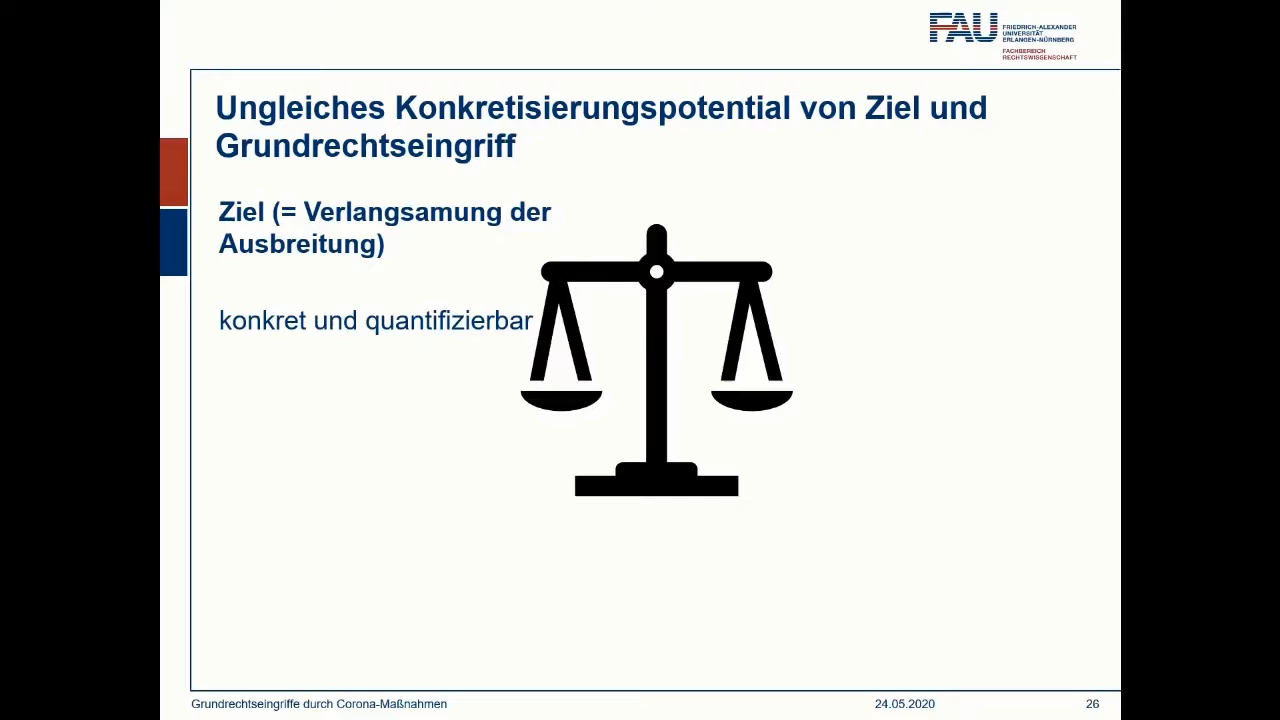 FAU
FRIEDRICH-ALEXANDER
UNIVERSITÄT
ERLANGEN-NÜRNBERG
FACHBEREICH
RECHTSWISSENSCHAFT
Ungleiches Konkretisierungspotential von Ziel und
Grundrechtseingriff
Ziel (= Verlangsamung der
Ausbreitung)
konkret und quantifizierbar
Grundrechtseingriffe durch Corona-Maßnahmen
24.05.2020
26